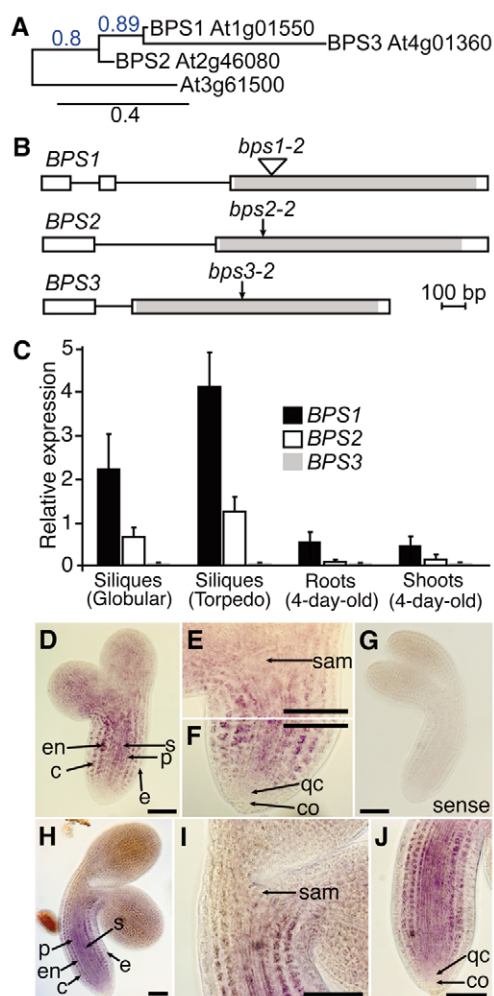 A
0.8
0.89
BPS1 At1g01550
BPS3 At4g01360
BPS2 At2g46080
At3g61500
0.4
B
bps1-2
BPS1
bps2-2
BPS2
bps3-2
BPS3
100 bp
C
Relative expression
5
4
3
2
1
0
BPS1
BPS2
BPS3
Siliques (Globular)
Siliques (Torpedo)
Roots (4-day-old)
Shoots (4-day-old)
D
en
s
p
c
e
E
sam
F
qc
co
G
sense
H
s
p
en
e
c
I
sam
J
qc
co